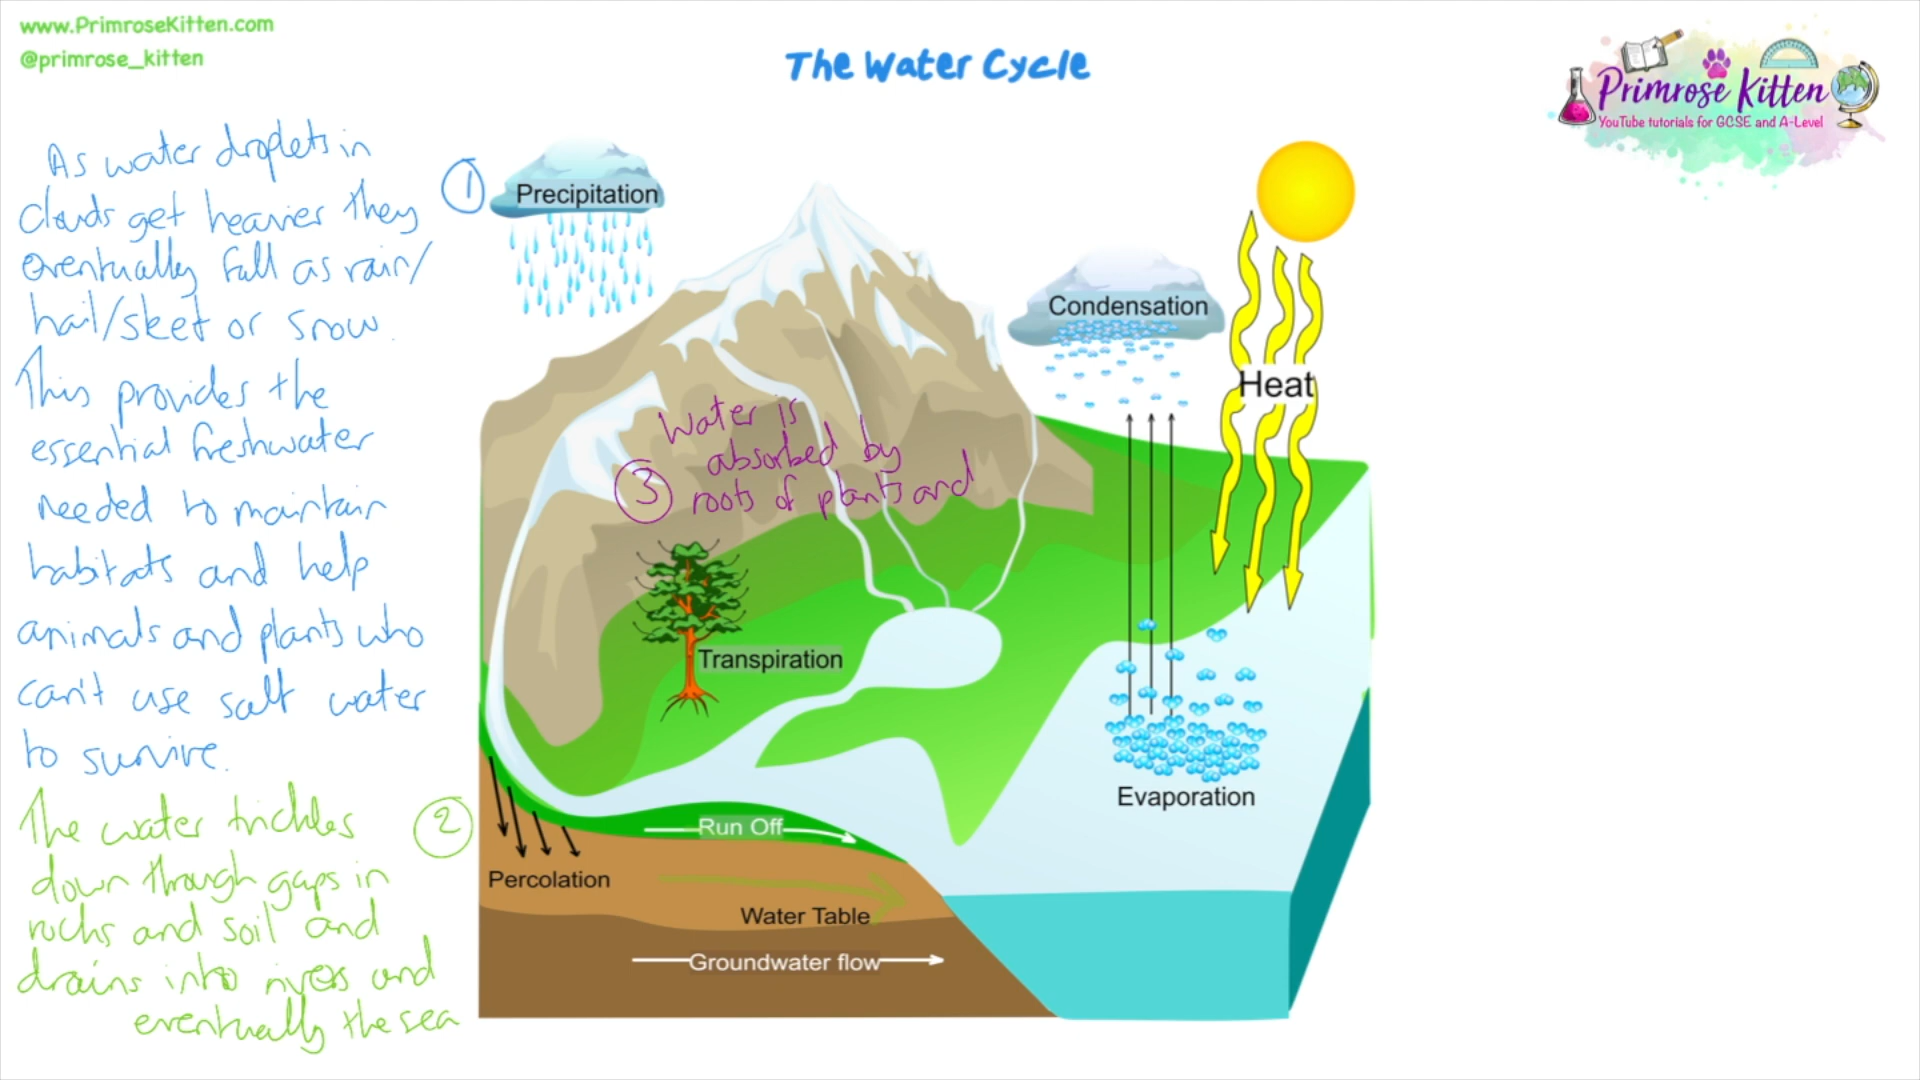 www.PrimroseKitten.com
@primrose_kitten
The Water Cycle
Primrose Kitten
YouTube tutorials for GCSE and A-Level
As water droplets in
clouds get heavier they
eventually fall as rain/
hail/sleet or snow.
This provides the
essential freshwater
needed to maintain
habitats and help
animals and plants who
can't use salt water
to survive.
The water trickles
down through gaps in
rocks and soil and
drains into rivers and
eventually the sea
1
Precipitation
Condensation
Heat
Water is
absorbed by
3 roots of plants and
Transpiration
Evaporation
2
Run Off
Percolation
Water Table
Groundwater flow